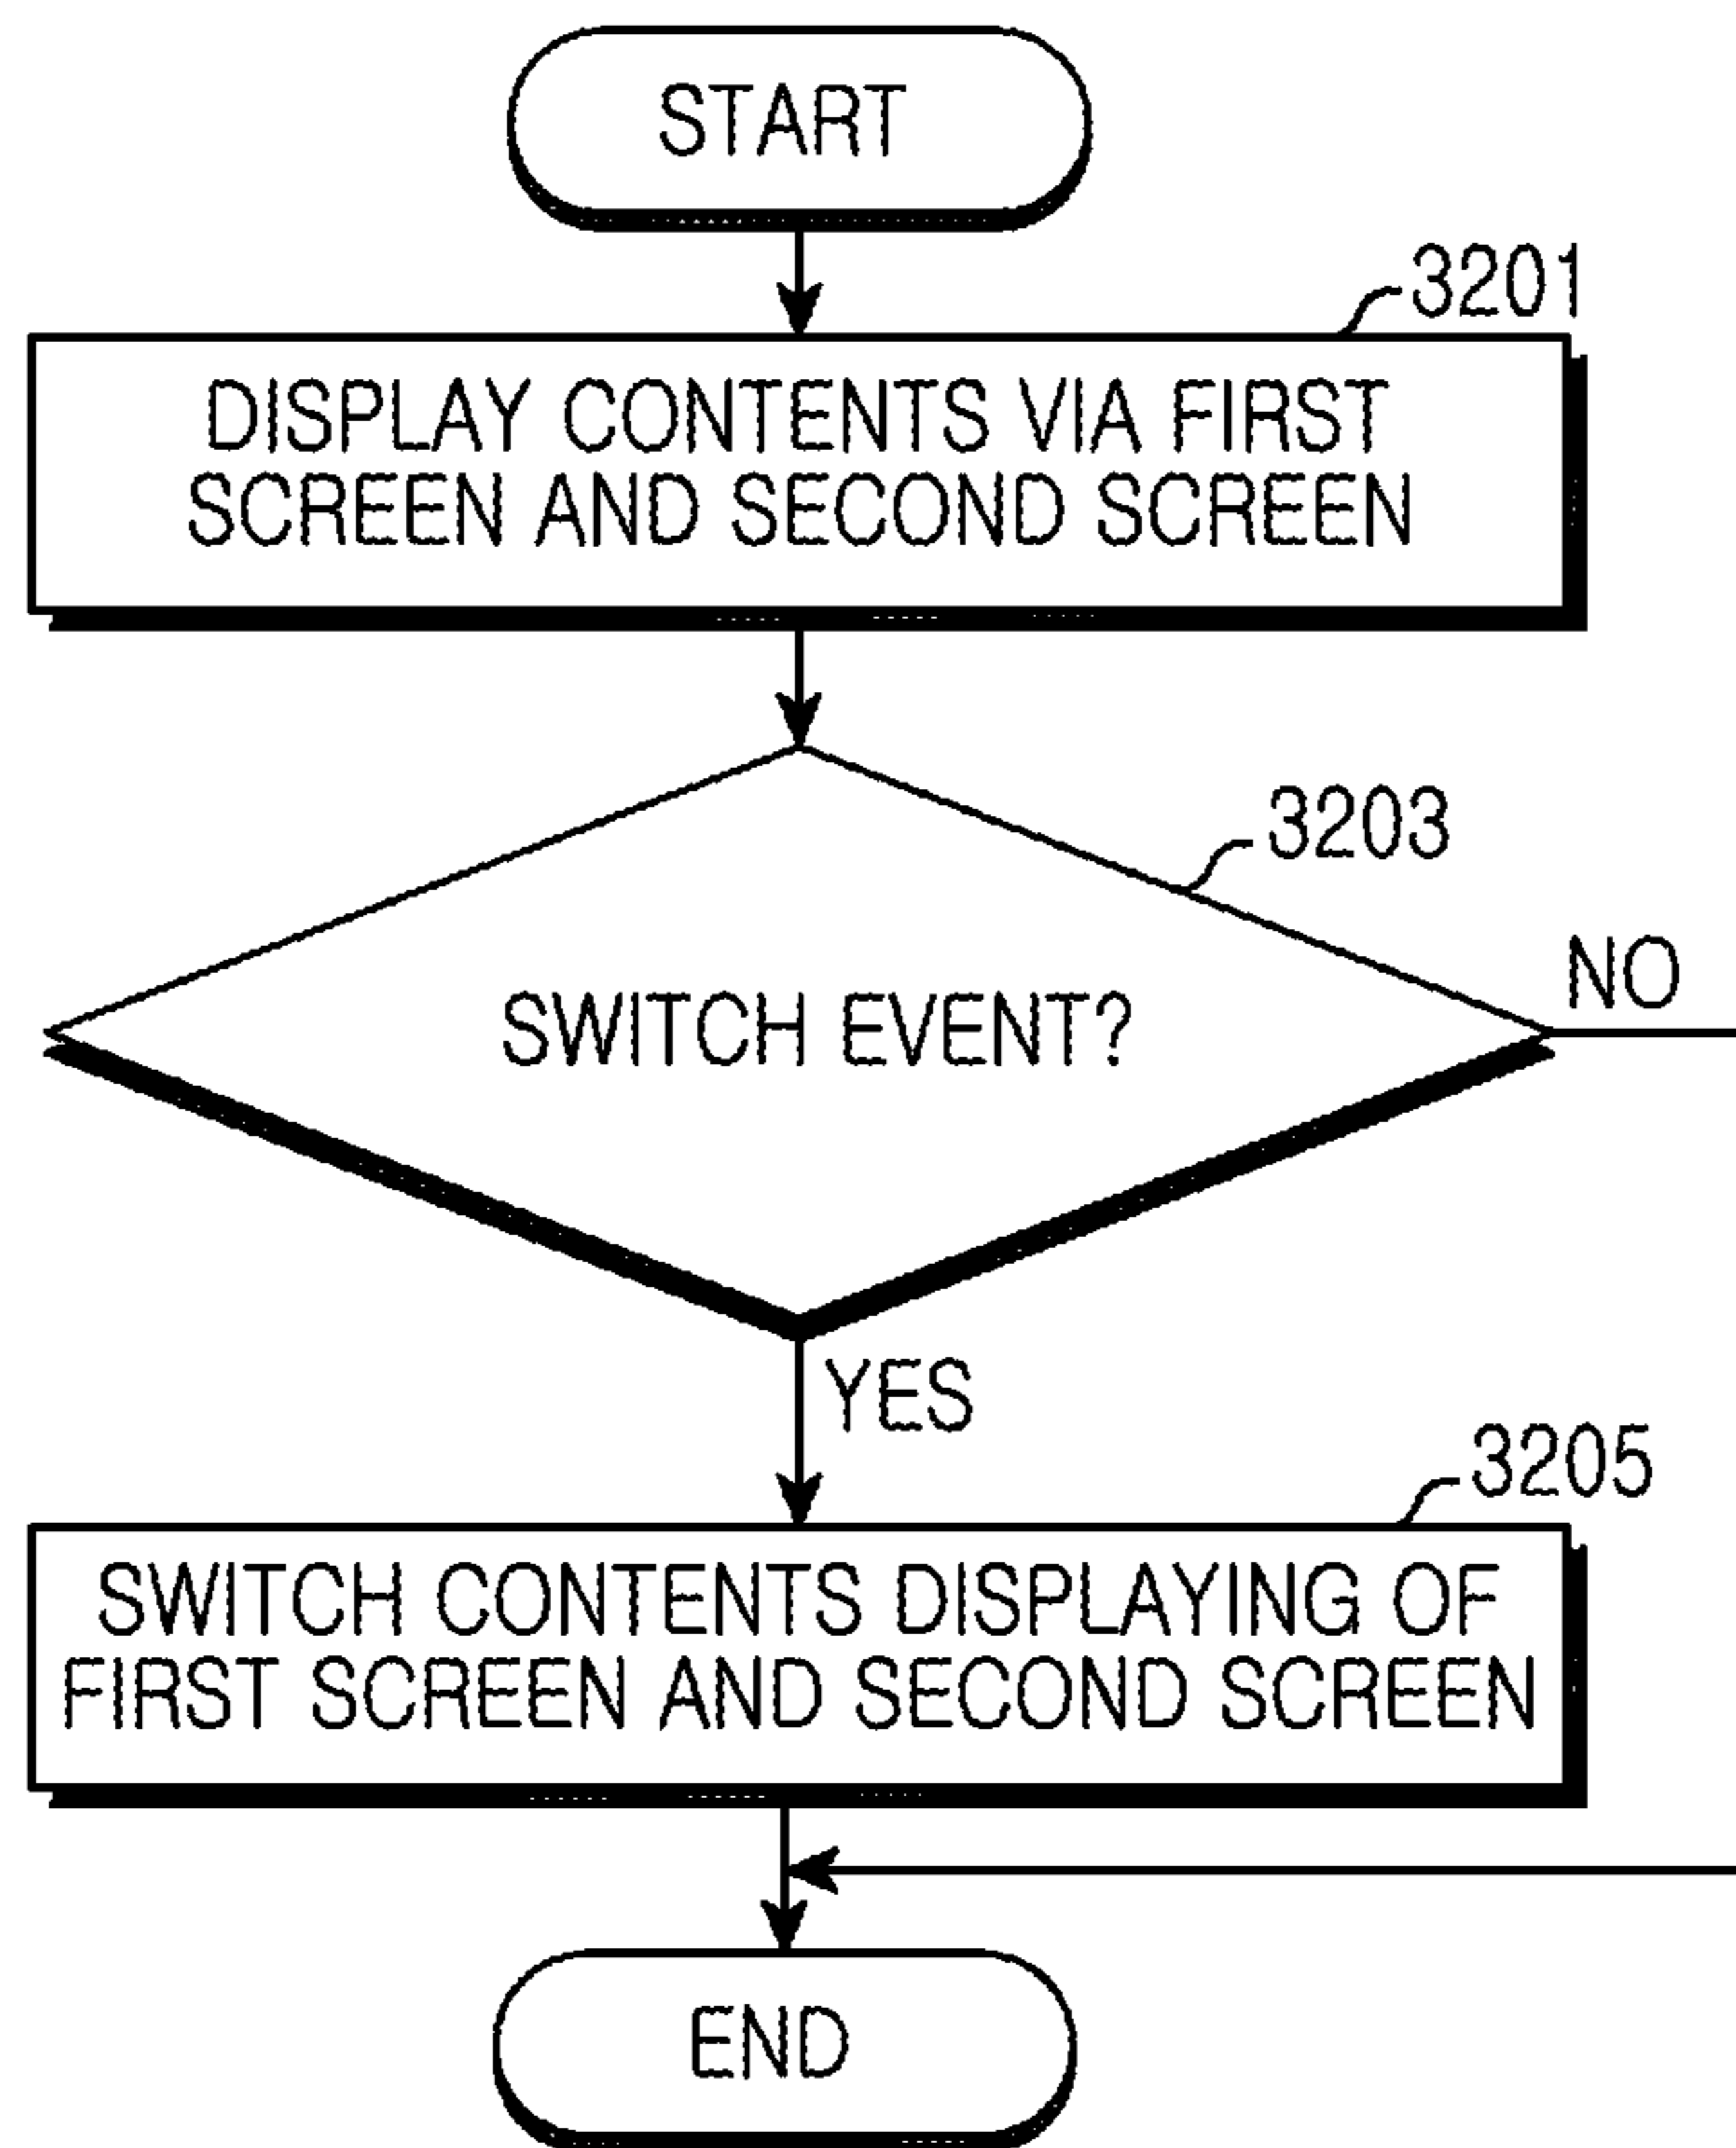 START
3201
DISPLAY CONTENTS VIA FIRST
SCREEN AND SECOND SCREEN
3203
NO
SWITCH EVENT?
YES
3205
SWITCH CONTENTS DISPLAYING OF
FIRST SCREEN AND SECOND SCREEN
END